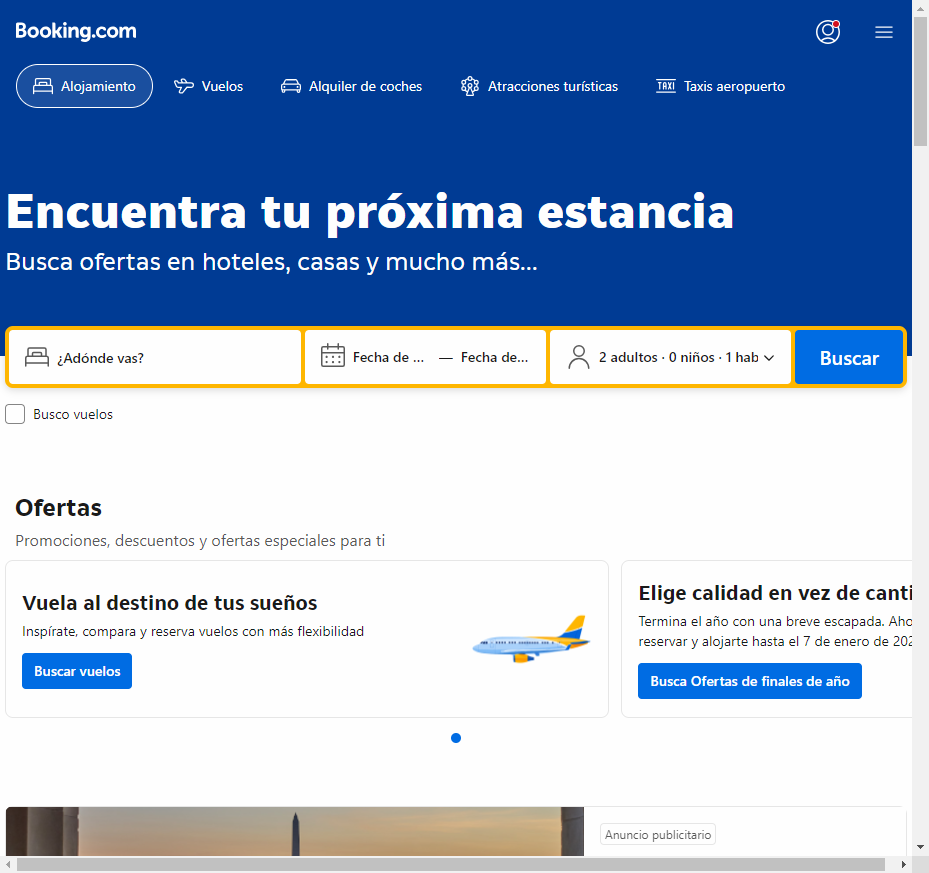 Booking.com
Alojamiento
Vuelos
Alquiler de coches
Atracciones turísticas
TAXI
Taxis aeropuerto
Encuentra tu próxima estancia
Busca ofertas en hoteles, casas y mucho más...
¿Adónde vas?
Fecha de ... — Fecha de...
2 adultos · 0 niños · 1 hab
Buscar
Busco vuelos
Ofertas
Promociones, descuentos y ofertas especiales para ti
Vuela al destino de tus sueños
Inspírate, compara y reserva vuelos con más flexibilidad
Buscar vuelos
Elige calidad en vez de canti
Termina el año con una breve escapada. Aho
reservar y alojarte hasta el 7 de enero de 202
Busca Ofertas de finales de año
Anuncio publicitario